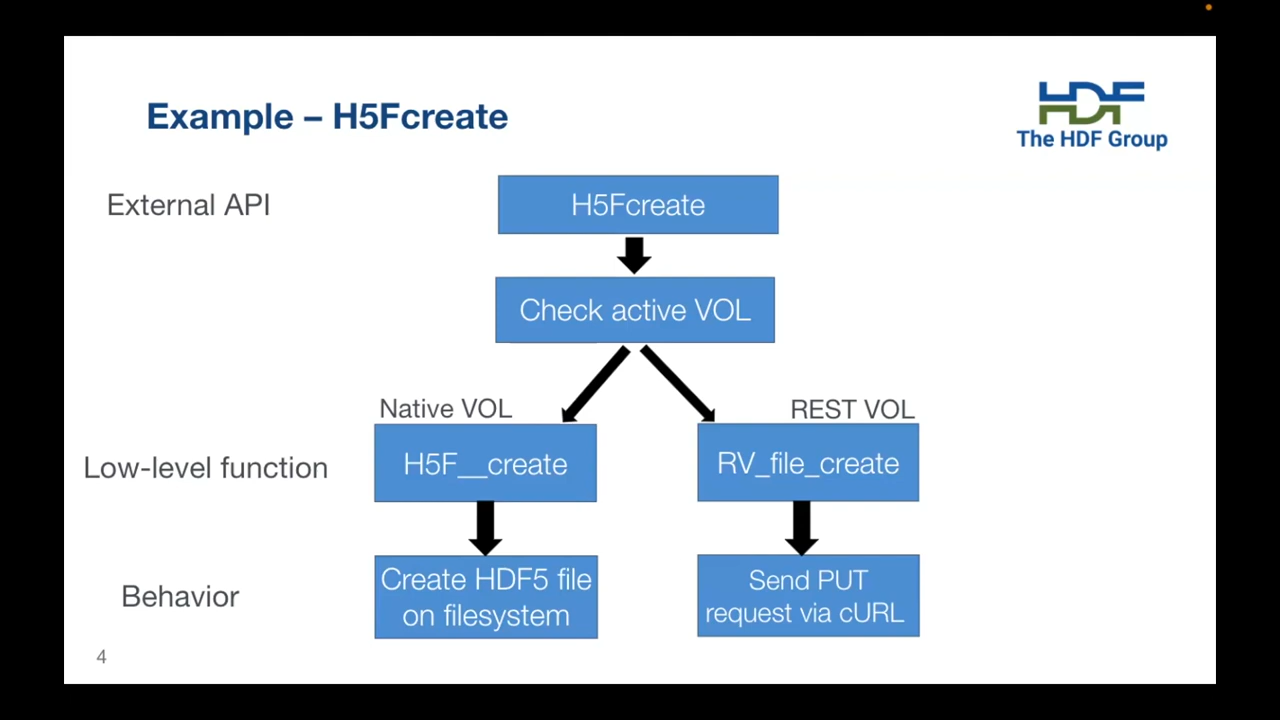 Example – H5Fcreate
HDF
The HDF Group
External API
H5Fcreate
Check active VOL
Native VOL
REST VOL
Low-level function
H5F__create
RV_file_create
Behavior
Create HDF5 file
on filesystem
Send PUT
request via cURL
4